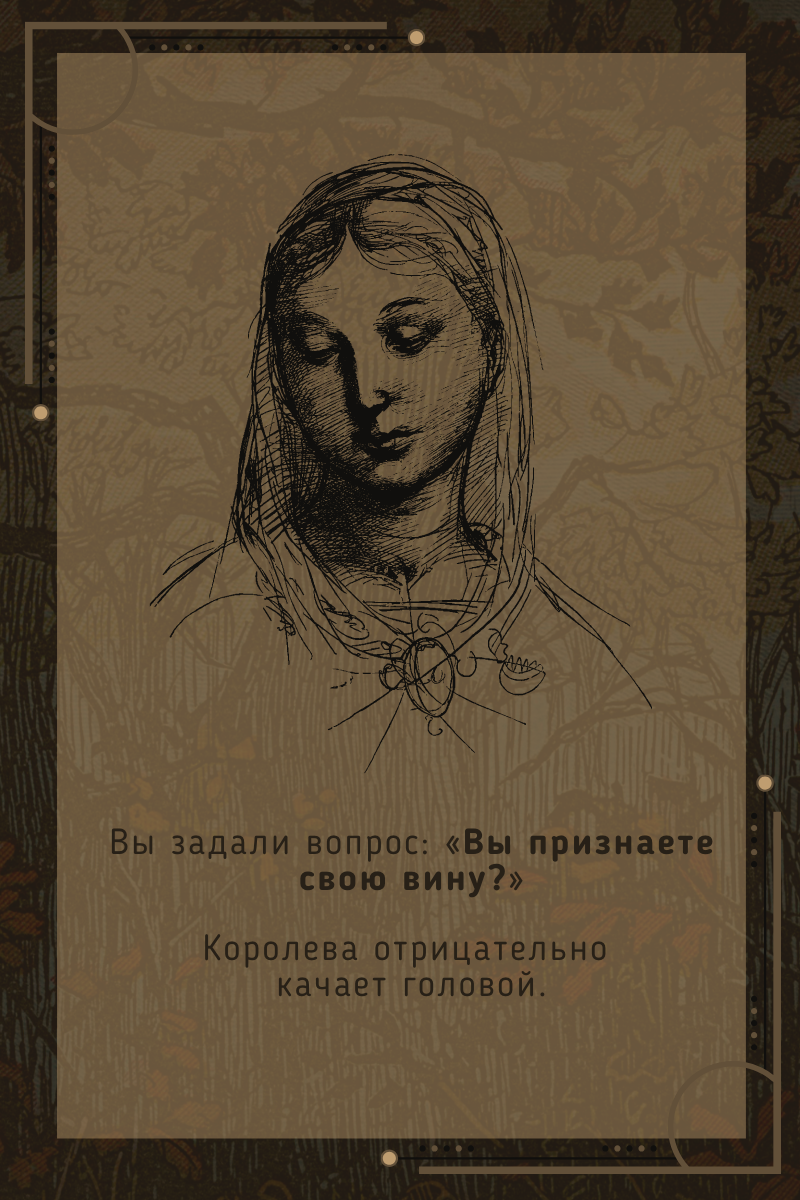 Вы задали вопрос: «Вы признаете
свою вину?»
Королева отрицательно
качает головой.